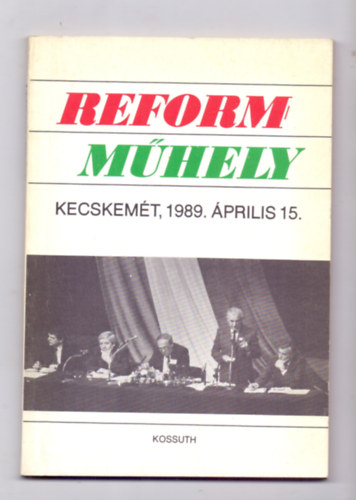 REFORM
MŰHELY
KECSKEMÉT, 1989. ÁPRILIS 15.
KOSSUTH